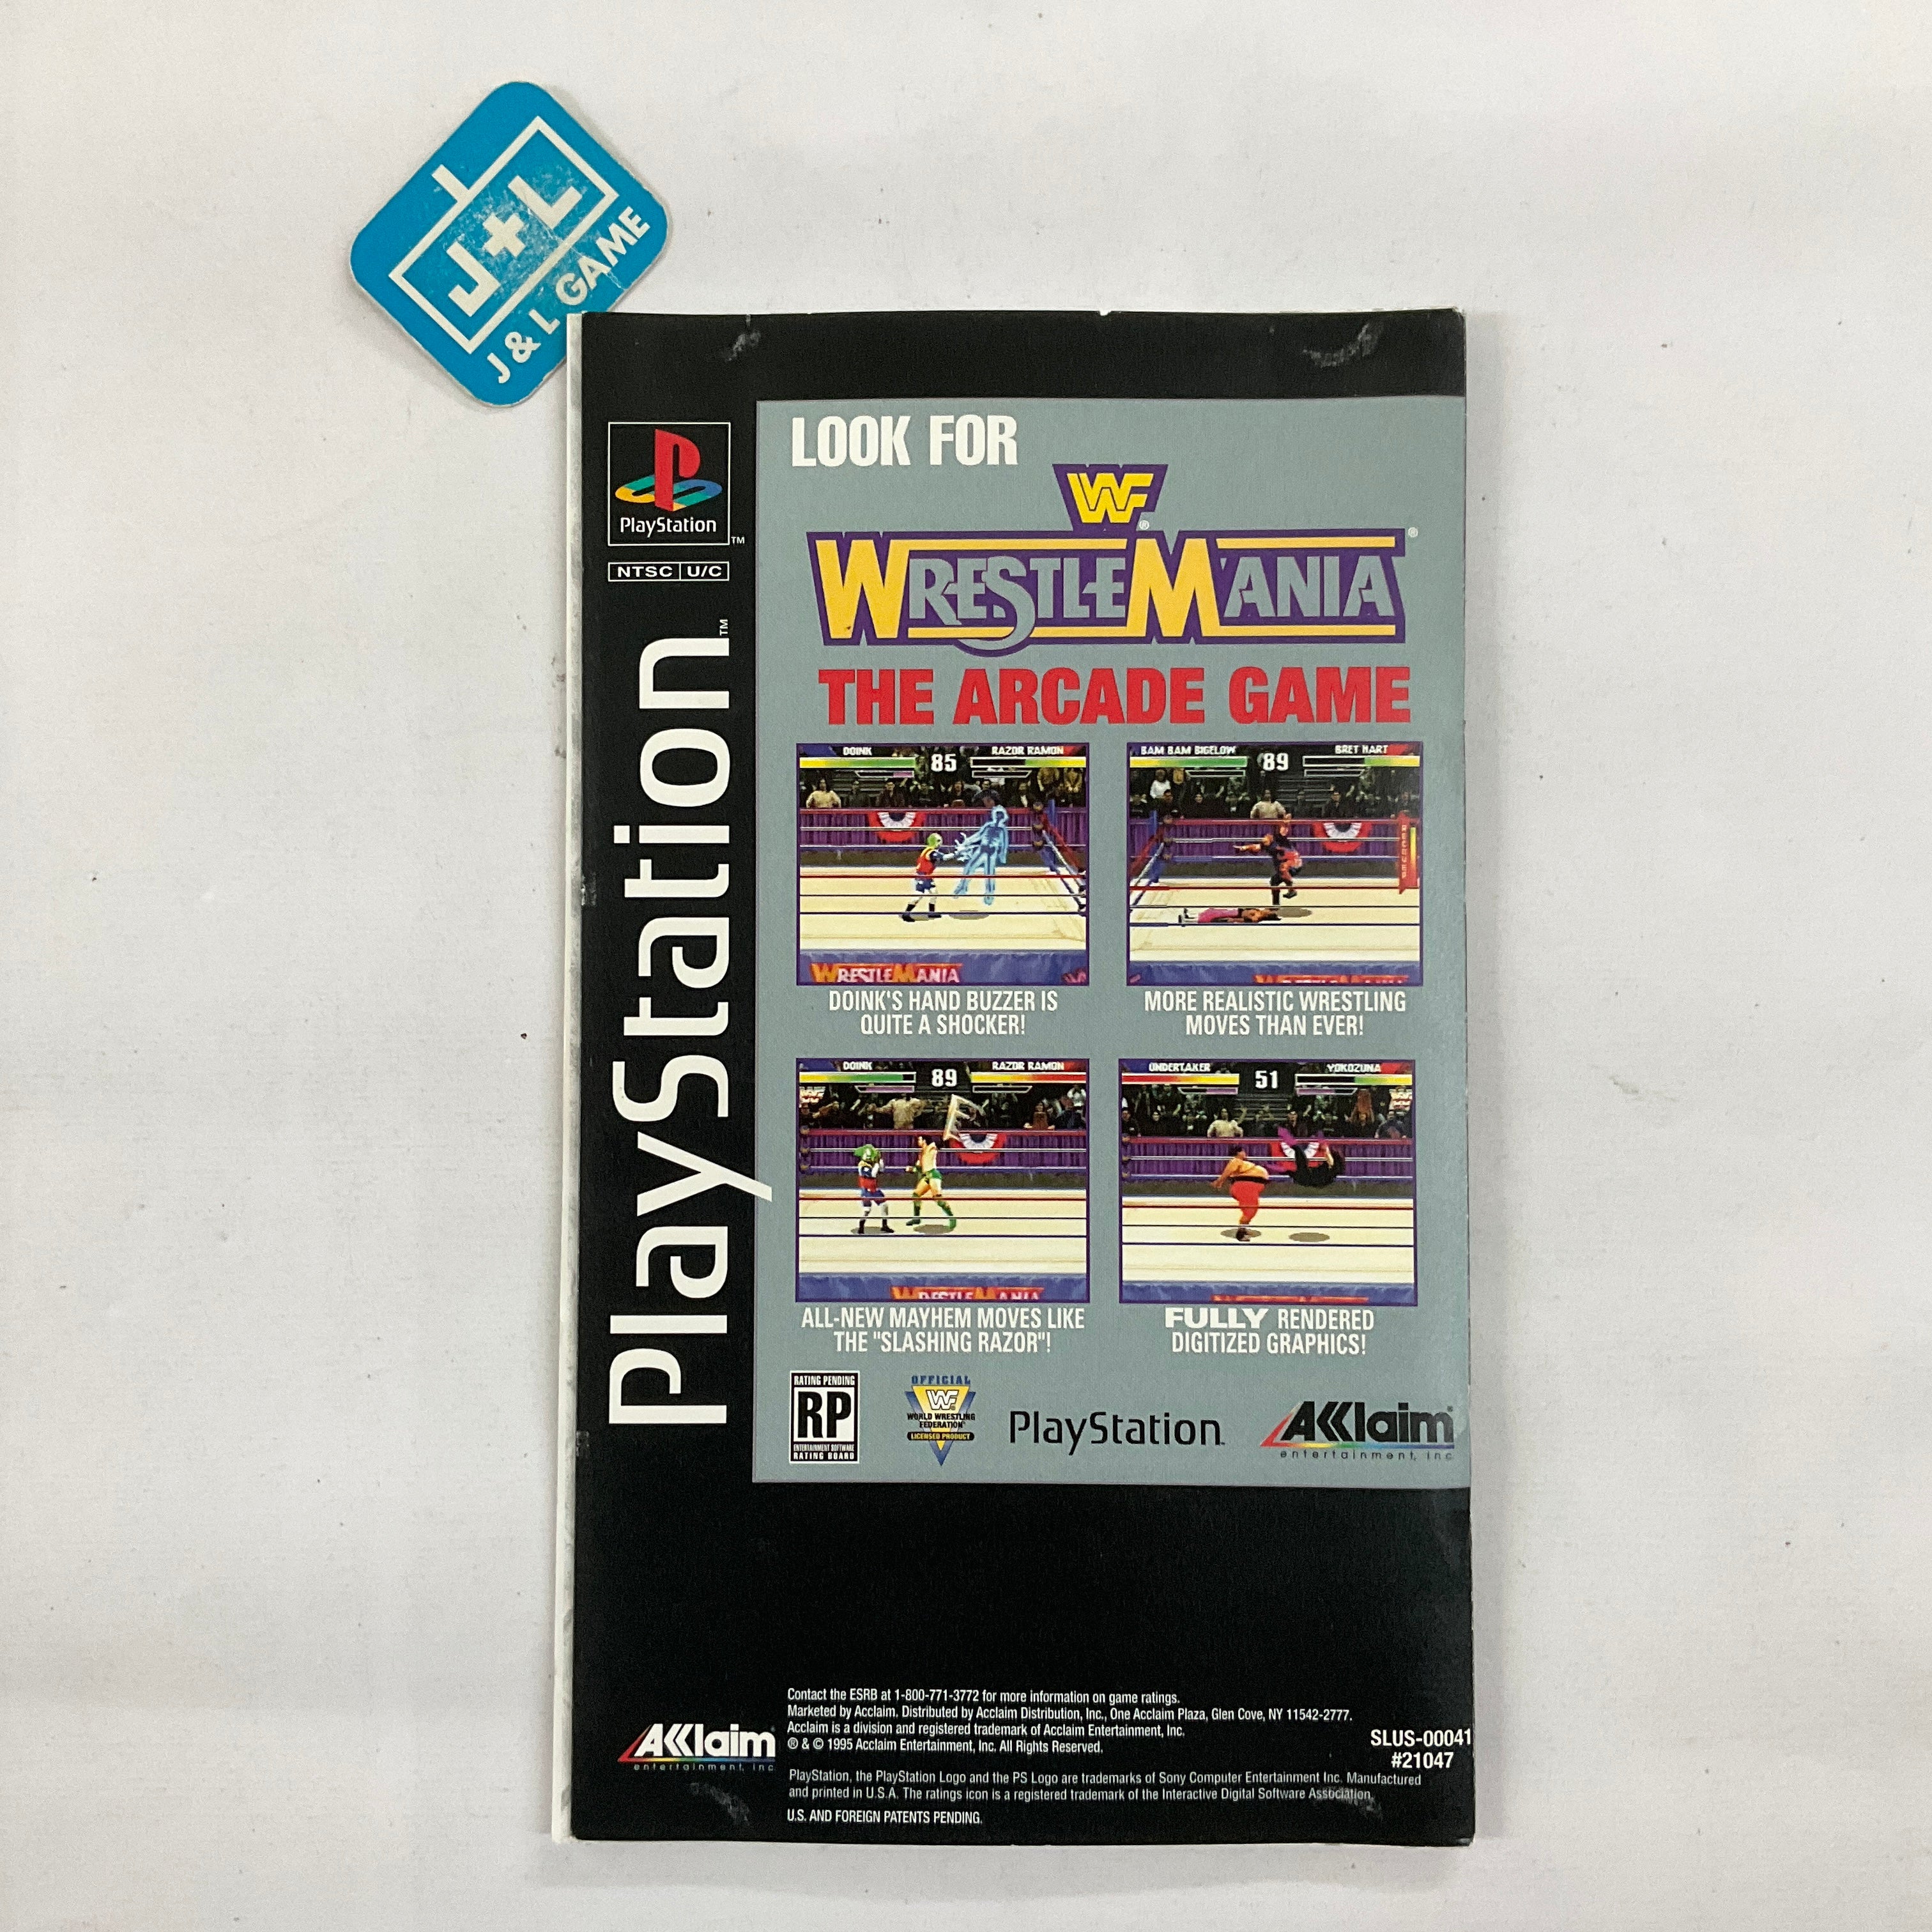 J+L
J & L GAME
PlayStation
TM
NTSC U/C
PlayStation™
LOOK FOR
WF®
WRESTLEMANIA®
THE ARCADE GAME
DOINK 85 RAZOR RAMON
WRESTLEMANIA
BAM BAM BIGELOW 89 BRET HART
DOINK'S HAND BUZZER IS
QUITE A SHOCKER!
MORE REALISTIC WRESTLING
MOVES THAN EVER!
DOINK 89 RAZOR RAMON
WRESTLEMANIA
UNDERTAKER 51 YOKOZUNA
ALL-NEW MAYHEM MOVES LIKE
THE "SLASHING RAZOR"!
FULLY RENDERED
DIGITIZED GRAPHICS!
RATING PENDING
RP
ENTERTAINMENT SOFTWARE
RATING BOARD
OFFICIAL
WF
WORLD WRESTLING
FEDERATION
LICENSED PRODUCT
PlayStation
AKKlaim®
entertainment, inc
Contact the ESRB at 1-800-771-3772 for more information on game ratings.
Marketed by Acclaim. Distributed by Acclaim Distribution, Inc., One Acclaim Plaza, Glen Cove, NY 11542-2777.
Acclaim is a division and registered trademark of Acclaim Entertainment, Inc.
® & © 1995 Acclaim Entertainment, Inc. All Rights Reserved.
AKKlaim
entertainment, inc
SLUS-00041
#21047
PlayStation, the PlayStation Logo and the PS Logo are trademarks of Sony Computer Entertainment Inc. Manufactured
and printed in U.S.A. The ratings icon is a registered trademark of the Interactive Digital Software Association.
U.S. AND FOREIGN PATENTS PENDING.